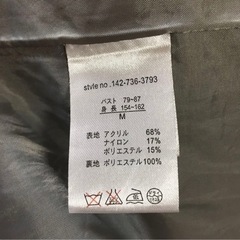 style no. 142-736-3793
バスト 79-87
身 長 154-162
M
表地 アクリル 68%
ナイロン 17%
ポリエステル 15%
裏地 ポリエステル100%